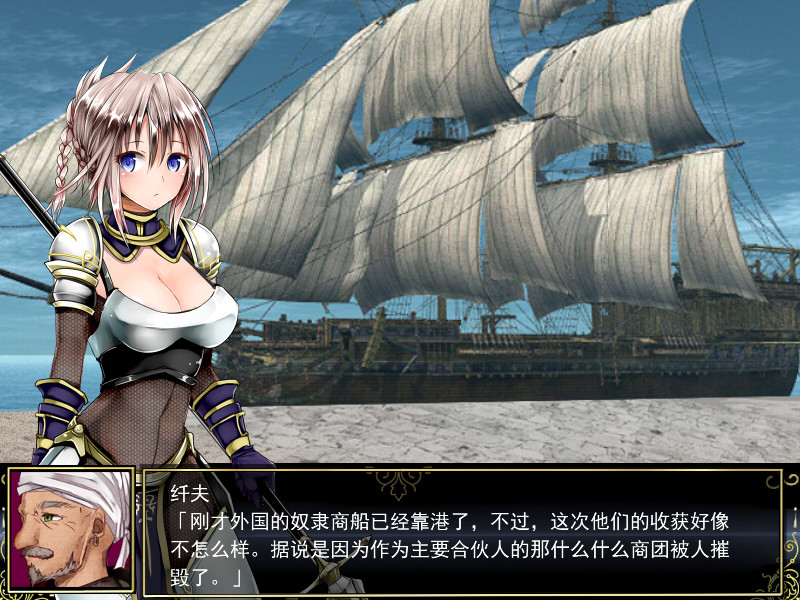 纤夫
「刚才外国的奴隶商船已经靠港了，不过，这次他们的收获好像
不怎么样。据说是因为作为主要合伙人的那什么什么商团被人摧
毁了。」